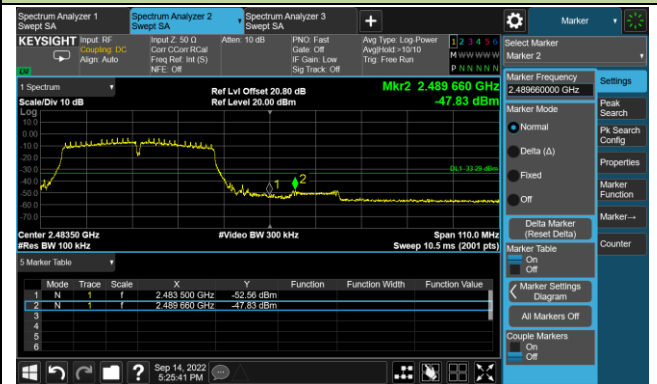 Spectrum Analyzer 1
Swept SA
Spectrum Analyzer 2
Swept SA
Spectrum Analyzer 3
Swept SA
Marker
KEYSIGHT
Input: RF
Coupling: DC
Align: Auto
Input Z: 50 Ω
Corr CCorr RCal
Freq Ref: Int (S)
NFE: Off
Atten: 10 dB
PNO: Fast
Gate: Off
IF Gain: Low
Sig Track: Off
Avg Type: Log-Power
Avg|Hold:>10/10
Trig: Free Run
1 2 3 4 5 6
M W W W W W
P N N N N N
LXI
1 Spectrum
Scale/Div 10 dB
Log
Ref Lvl Offset 20.80 dB
Ref Level 20.00 dBm
Mkr2 2.489 660 GHz
-47.83 dBm
10.0
0.00
-10.0
-20.0
-30.0
-40.0
-50.0
-60.0
-70.0
DL1 -33.29 dBm
1
2
Center 2.48350 GHz
#Res BW 100 kHz
#Video BW 300 kHz
Span 110.0 MHz
Sweep 10.5 ms (2001 pts)
5 Marker Table
Mode Trace Scale X Y Function Function Width Function Value
1 N 1 f 2.483 500 GHz -52.56 dBm
2 N 1 f 2.489 660 GHz -47.83 dBm
3
4
5
6
Sep 14, 2022
5:25:41 PM
Select Marker
Marker 2
Marker Frequency
2.489660000 GHz
Marker Mode
Normal
Delta (Δ)
Fixed
Off
Delta Marker
(Reset Delta)
Marker Table
On
Off
Marker Settings
Diagram
All Markers Off
Couple Markers
On
Off
Settings
Peak
Search
Pk Search
Config
Properties
Marker
Function
Marker→
Counter